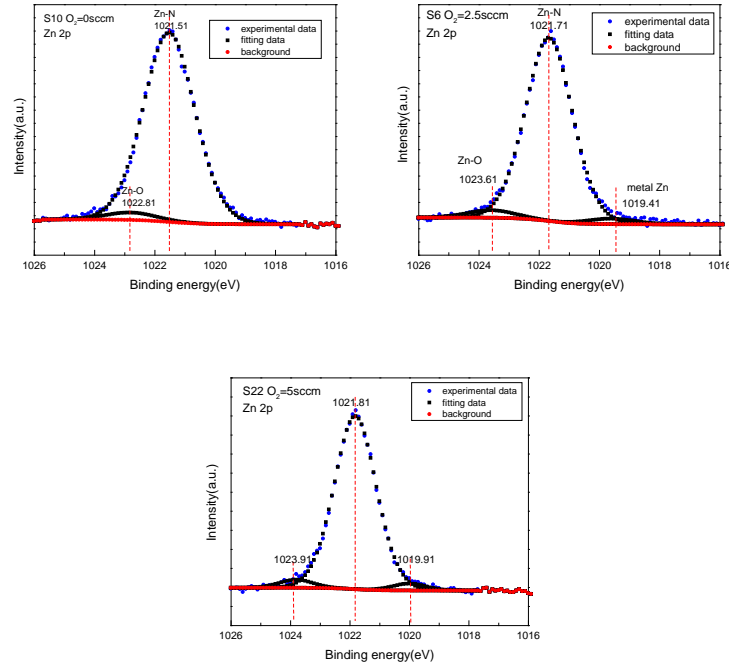 S10 O2=0sccm
Zn 2p
Zn-N
1021.51
experimental data
fitting data
background
Zn-O
1022.81
Intensity(a.u.)
1026 1024 1022 1020 1018 1016
Binding energy(eV)
S6 O2=2.5sccm
Zn 2p
Zn-N
1021.71
experimental data
fitting data
background
Zn-O
1023.61
metal Zn
1019.41
Intensity(a.u.)
1026 1024 1022 1020 1018 1016
Binding energy(eV)
S22 O2=5sccm
Zn 2p
1021.81
experimental data
fitting data
background
1023.91
1019.91
Intensity(a.u.)
1026 1024 1022 1020 1018 1016
Binding energy(eV)